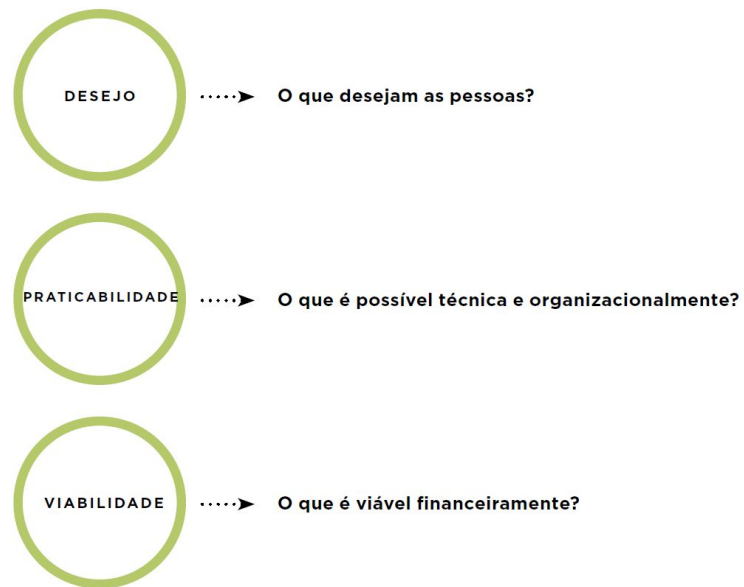 DESEJO
O que desejam as pessoas?
PRATICABILIDADE
O que é possível técnica e organizacionalmente?
VIABILIDADE
O que é viável financeiramente?